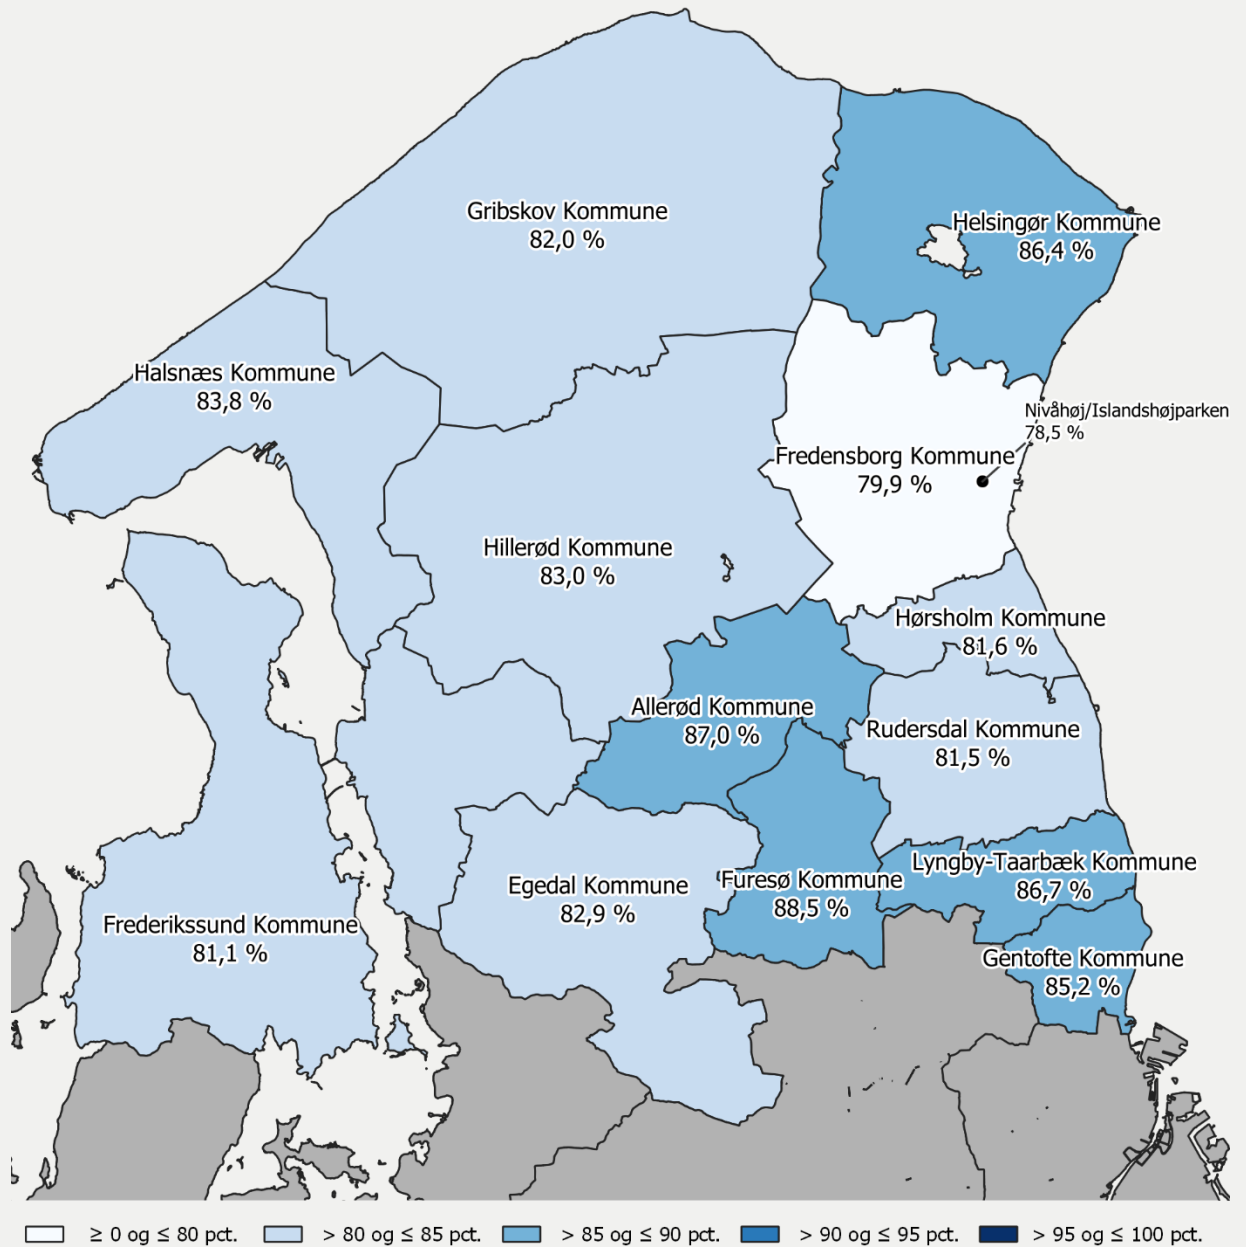 Gribskov Kommune
82,0 %
Helsingør Kommune
86,4 %
Halsnæs Kommune
83,8 %
Nivåhøj/Islandshøjparken
78,5 %
Fredensborg Kommune
79,9 %
Hillerød Kommune
83,0 %
Hørsholm Kommune
81,6 %
Allerød Kommune
87,0 %
Rudersdal Kommune
81,5 %
Lyngby-Taarbæk Kommune
86,7 %
Egedal Kommune
82,9 %
Furesø Kommune
88,5 %
Frederikssund Kommune
81,1 %
Gentofte Kommune
85,2 %
≥ 0 og ≤ 80 pct. > 80 og ≤ 85 pct. > 85 og ≤ 90 pct. > 90 og ≤ 95 pct. > 95 og ≤ 100 pct.